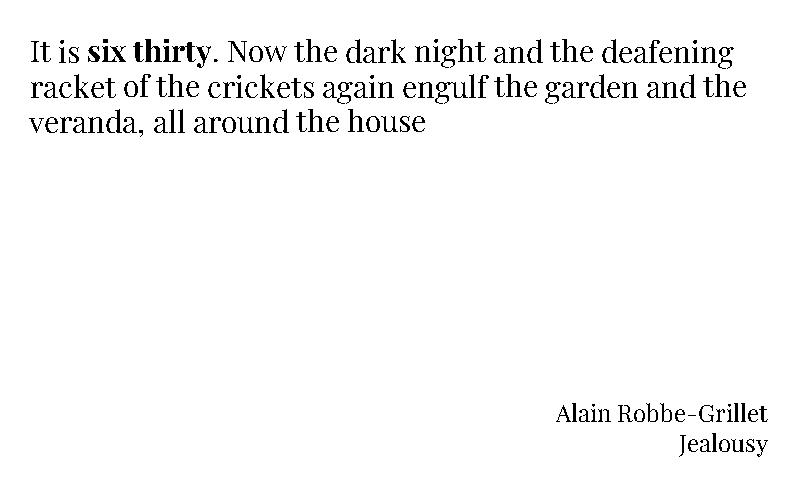 It is six thirty. Now the dark night and the deafening
racket of the crickets again engulf the garden and the
veranda, all around the house
Alain Robbe-Grillet
Jealousy